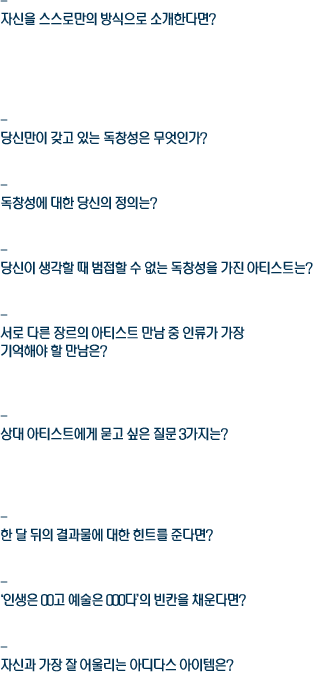 –
자신을 스스로만의 방식으로 소개한다면?
–
당신만이 갖고 있는 독창성은 무엇인가?
–
독창성에 대한 당신의 정의는?
–
당신이 생각할 때 범접할 수 없는 독창성을 가진 아티스트는?
–
서로 다른 장르의 아티스트 만남 중 인류가 가장
기억해야 할 만남은?
–
상대 아티스트에게 묻고 싶은 질문 3가지는?
–
한 달 뒤의 결과물에 대한 힌트를 준다면?
–
‘인생은 OO고 예술은 OOO다’의 빈칸을 채운다면?
–
자신과 가장 잘 어울리는 아디다스 아이템은?